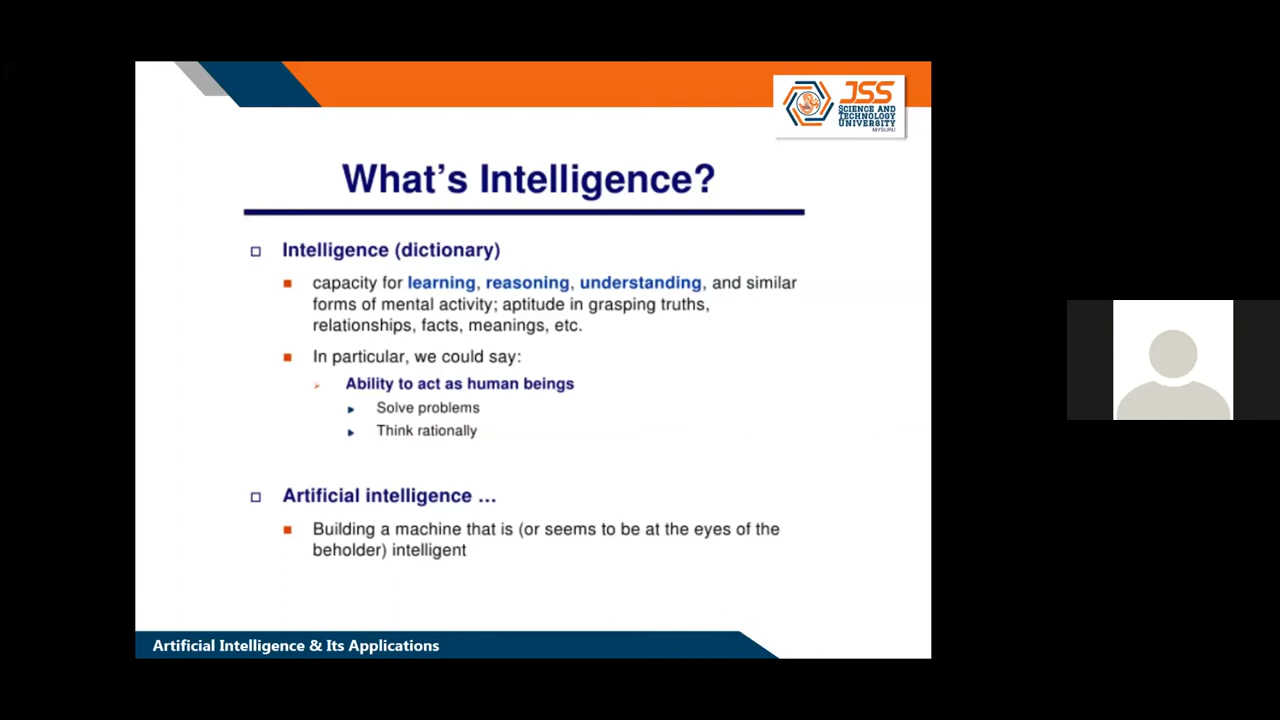 JSS
SCIENCE AND
TECHNOLOGY
UNIVERSITY
MYSURU
What's Intelligence?
Intelligence (dictionary)
capacity for learning, reasoning, understanding, and similar
forms of mental activity; aptitude in grasping truths,
relationships, facts, meanings, etc.
In particular, we could say:
Ability to act as human beings
Solve problems
Think rationally
Artificial intelligence …
Building a machine that is (or seems to be at the eyes of the
beholder) intelligent
Artificial Intelligence & Its Applications